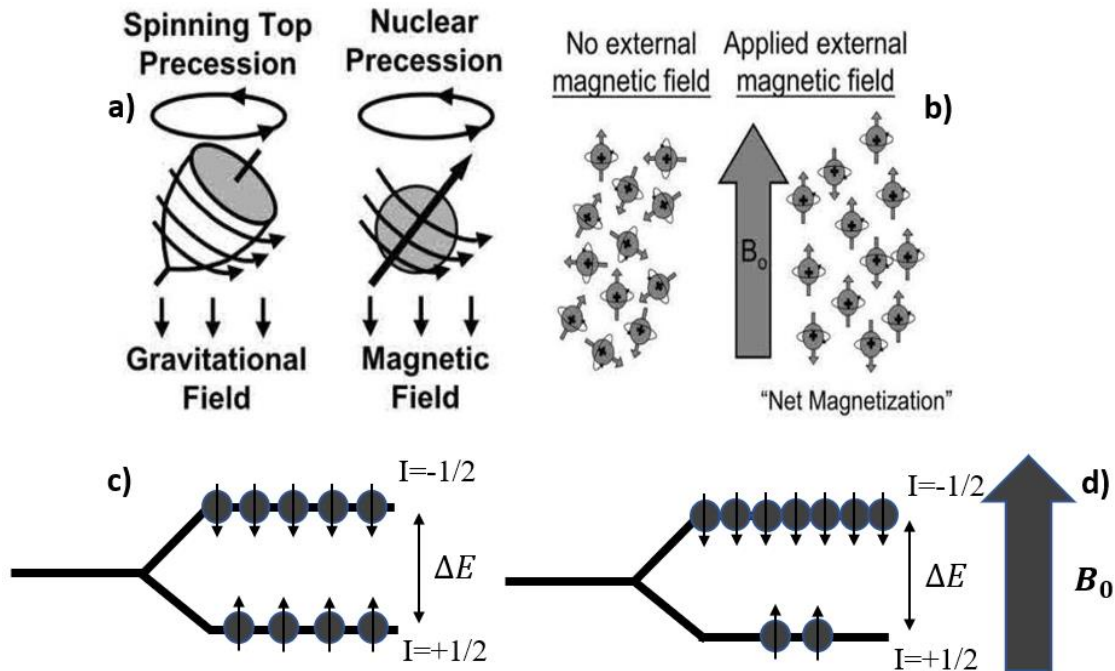 a)
Spinning Top
Precession
Gravitational
Field
Nuclear
Precession
Magnetic
Field
b)
No external
magnetic field
Applied external
magnetic field
Bo
“Net Magnetization”
c)
I=-1/2
ΔE
I=+1/2
d)
I=-1/2
ΔE
I=+1/2
B0